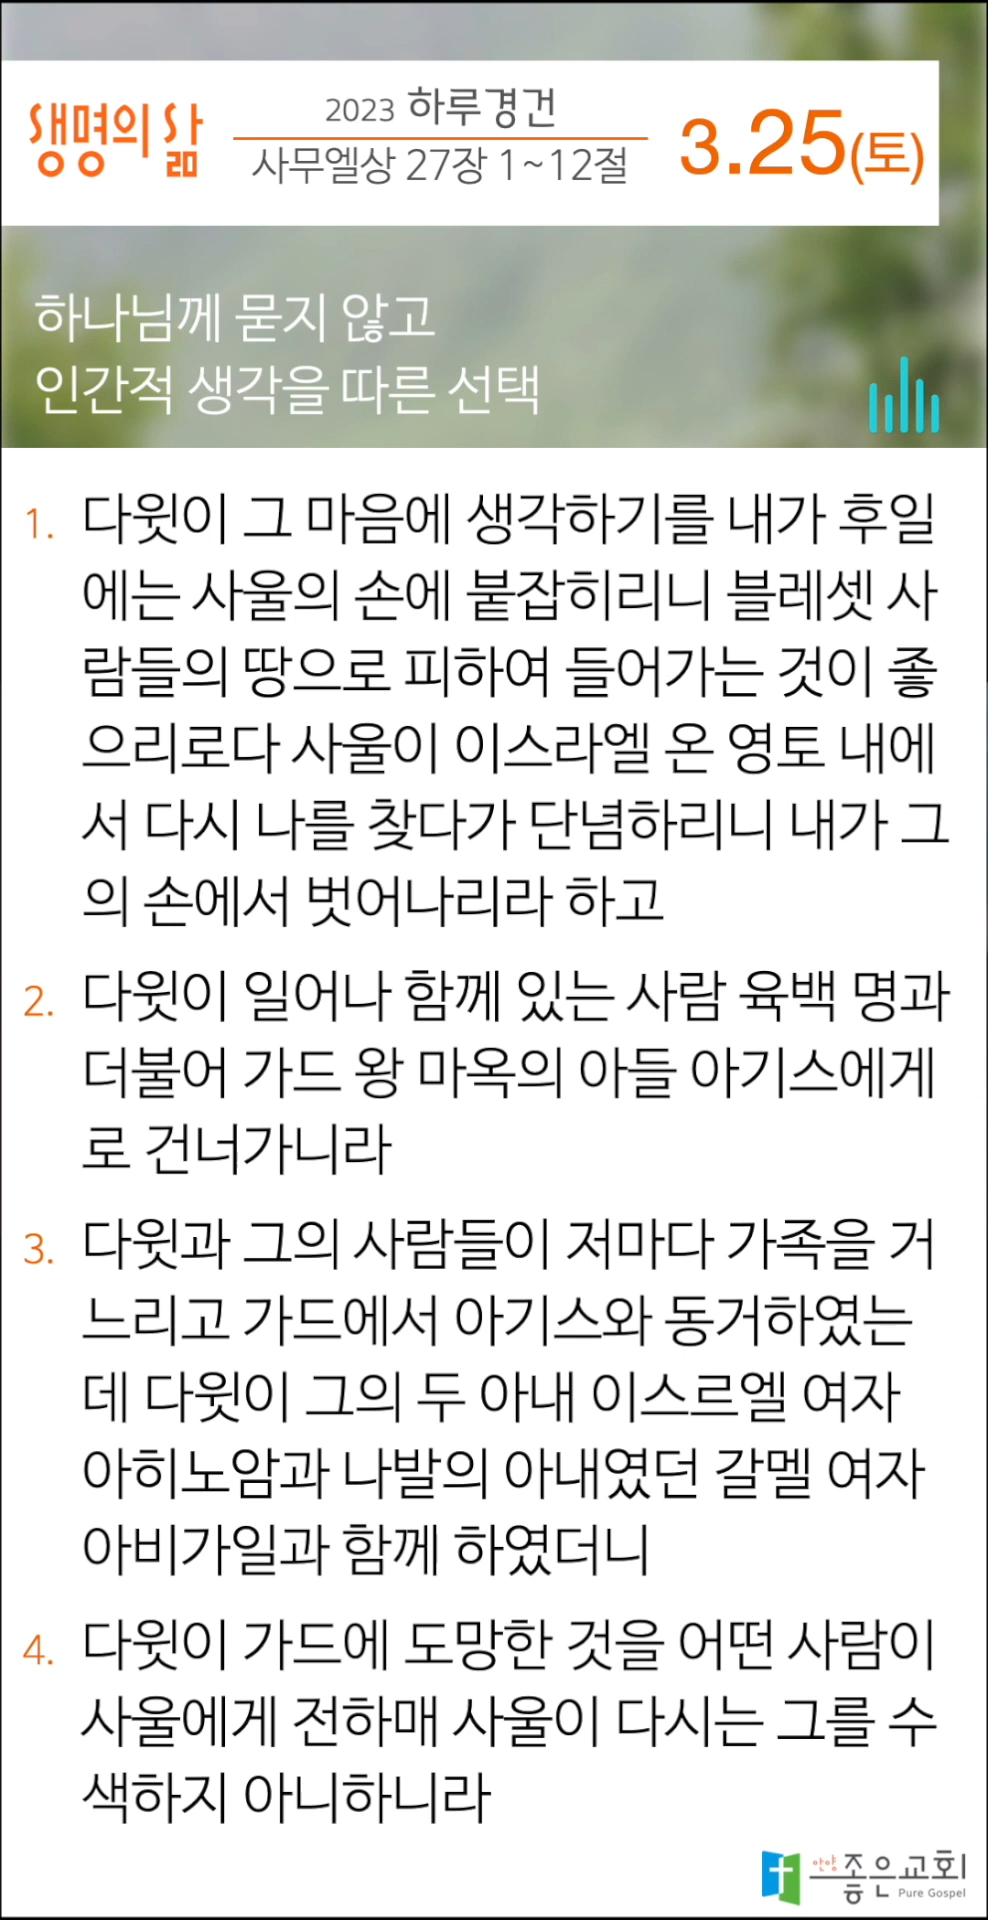 생명의 삶
2023 하루경건
사무엘상 27장 1~12절
3.25(토)
하나님께 묻지 않고
인간적 생각을 따른 선택
1. 다윗이 그 마음에 생각하기를 내가 후일
에는 사울의 손에 붙잡히리니 블레셋 사
람들의 땅으로 피하여 들어가는 것이 좋
으리로다 사울이 이스라엘 온 영토 내에
서 다시 나를 찾다가 단념하리니 내가 그
의 손에서 벗어나리라 하고
2. 다윗이 일어나 함께 있는 사람 육백 명과
더불어 가드 왕 마옥의 아들 아기스에게
로 건너가니라
3. 다윗과 그의 사람들이 저마다 가족을 거
느리고 가드에서 아기스와 동거하였는
데 다윗이 그의 두 아내 이스르엘 여자
아히노암과 나발의 아내였던 갈멜 여자
아비가일과 함께 하였더니
4. 다윗이 가드에 도망한 것을 어떤 사람이
사울에게 전하매 사울이 다시는 그를 수
색하지 아니하니라
안양 좋은교회
Pure Gospel